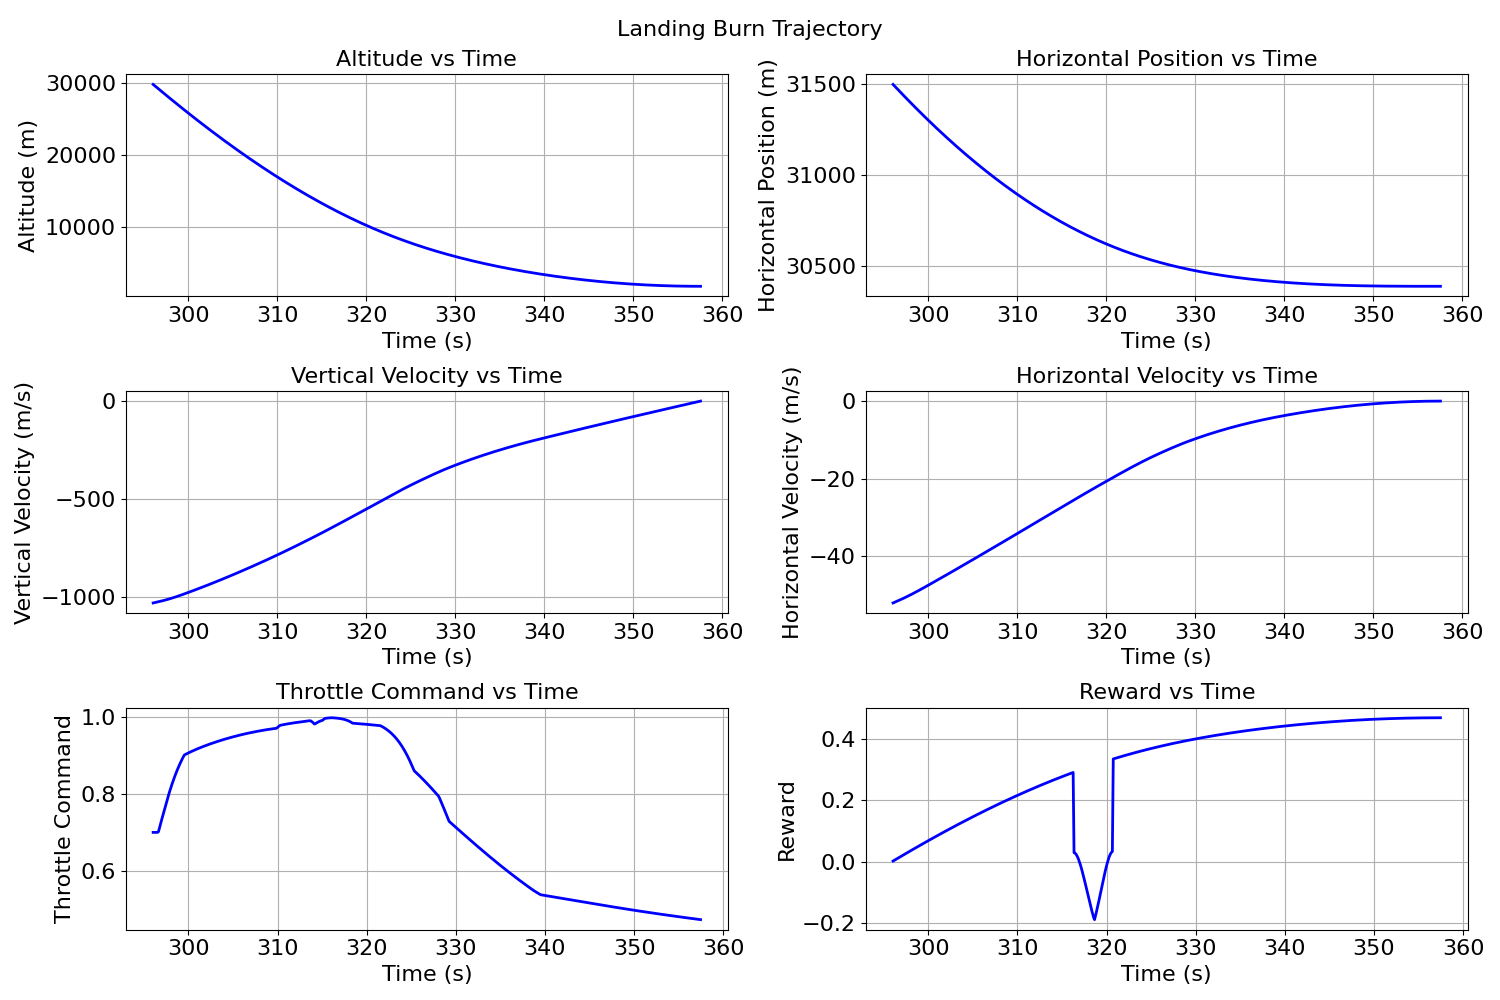 Landing Burn Trajectory
Altitude vs Time
Altitude (m)
30000
20000
10000
300 310 320 330 340 350 360
Time (s)
Horizontal Position vs Time
Horizontal Position (m)
31500
31000
30500
300 310 320 330 340 350 360
Time (s)
Vertical Velocity vs Time
Vertical Velocity (m/s)
0
−500
−1000
300 310 320 330 340 350 360
Time (s)
Horizontal Velocity vs Time
Horizontal Velocity (m/s)
0
−20
−40
300 310 320 330 340 350 360
Time (s)
Throttle Command vs Time
Throttle Command
1.0
0.8
0.6
300 310 320 330 340 350 360
Time (s)
Reward vs Time
Reward
0.4
0.2
0.0
−0.2
300 310 320 330 340 350 360
Time (s)